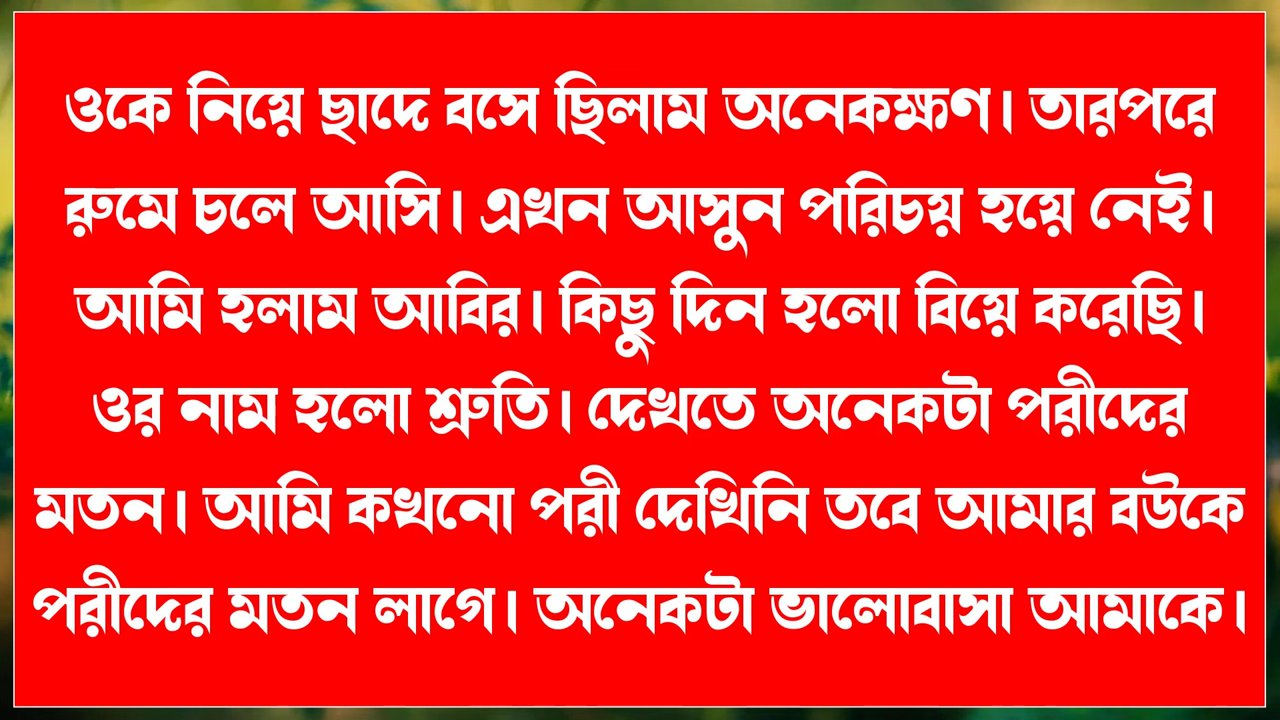 ওকে নিয়ে ছাদে বসে ছিলাম অনেকক্ষণ। তারপরে
রুমে চলে আসি। এখন আসুন পরিচয় হয়ে নেই।
আমি হলাম আবির। কিছু দিন হলো বিয়ে করেছি।
ওর নাম হলো শ্রুতি। দেখতে অনেকটা পরীদের
মতন। আমি কখনো পরী দেখিনি তবে আমার বউকে
পরীদের মতন লাগে। অনেকটা ভালোবাসা আমাকে।